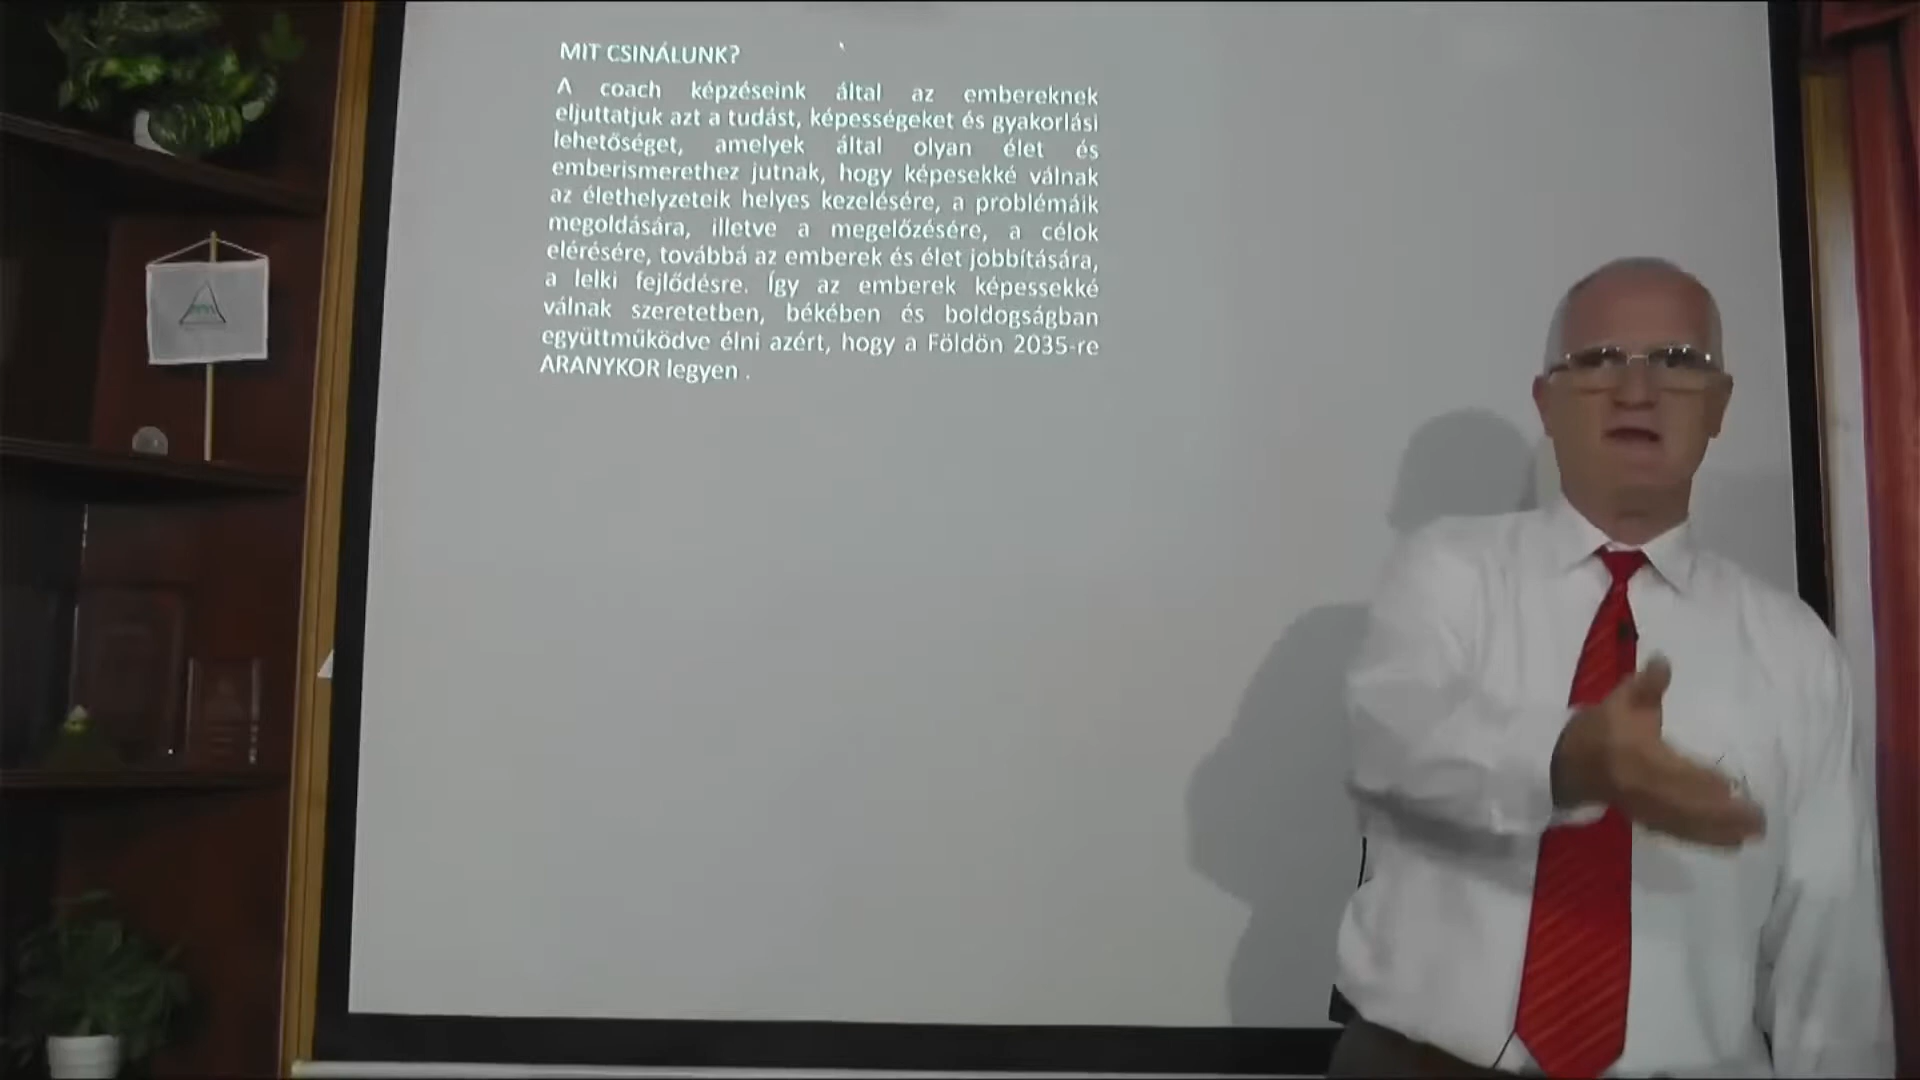 MIT CSINÁLUNK?
A coach képzéseink által az embereknek
eljuttatjuk azt a tudást, képességeket és gyakorlási
lehetőséget, amelyek által olyan élet és
emberismerethez jutnak, hogy képesekké válnak
az élethelyzeteik helyes kezelésére, a problémáik
megoldására, illetve a megelőzésére, a célok
elérésére, továbbá az emberek és élet jobbítására,
a lelki fejlődésre. Így az emberek képessekké
válnak szeretetben, békében és boldogságban
együttműködve élni azért, hogy a Földön 2035-re
ARANYKOR legyen .